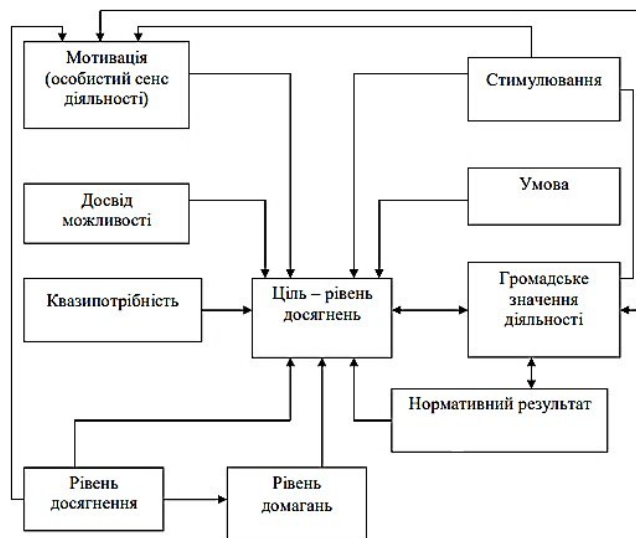 Мотивація
(особистий сенс
діяльності)
Стимулювання
Досвід
можливості
Умова
Квазипотрібність
Ціль – рівень
досягнень
Громадське
значення
діяльності
Нормативний результат
Рівень
досягнення
Рівень
домагань